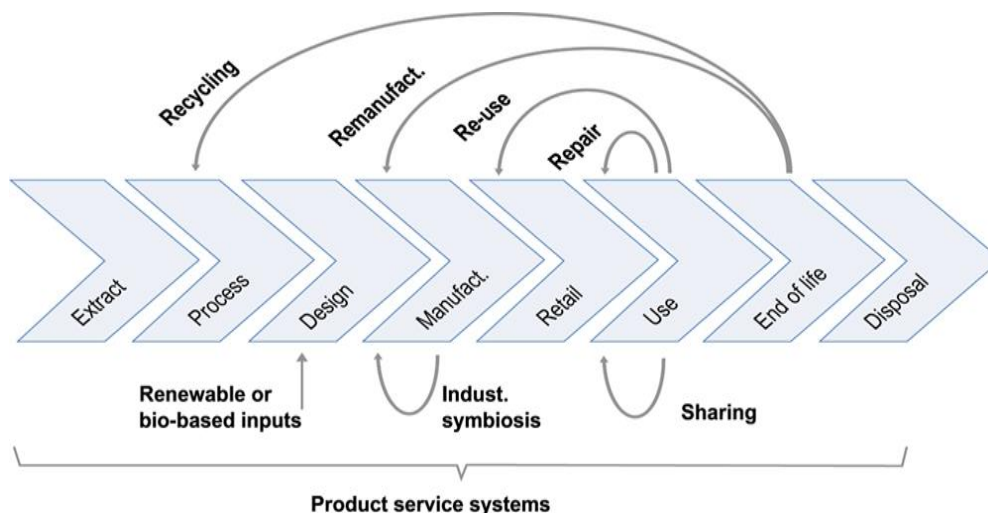 Recycling
Remanufact.
Re-use
Repair
Extract
Process
Design
Manufact.
Retail
Use
End of life
Disposal
Renewable or
bio-based inputs
Indust.
symbiosis
Sharing
Product service systems